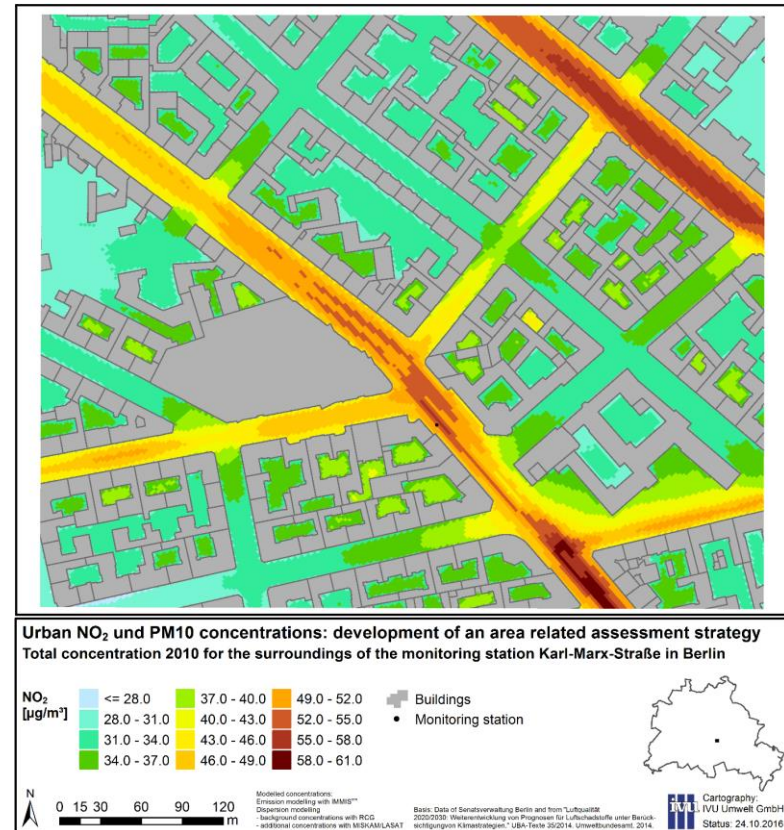 Urban NO₂ und PM10 concentrations: development of an area related assessment strategy
Total concentration 2010 for the surroundings of the monitoring station Karl-Marx-Straße in Berlin
NO₂
[µg/m³]
<= 28.0
28.0 - 31.0
31.0 - 34.0
34.0 - 37.0
37.0 - 40.0
40.0 - 43.0
43.0 - 46.0
46.0 - 49.0
49.0 - 52.0
52.0 - 55.0
55.0 - 58.0
58.0 - 61.0
Buildings
Monitoring station
N
0 15 30 60 90 120
m
Modelled concentrations:
Emission modelling with IMMIS
Dispersion modelling
- background concentrations with RCG
- additional concentrations with MISKAM/LASAT
Basis: Data of Senatsverwaltung Berlin and from "Luftqualität
2020/2030: Weiterentwicklung von Prognosen für Luftschadstoffe unter Berück-
sichtigungvon Klimastrategien." UBA-Texte 35/2014. Umweltbundesamt. 2014.
ivu
Cartography:
IVU Umwelt GmbH
Status: 24.10.2016